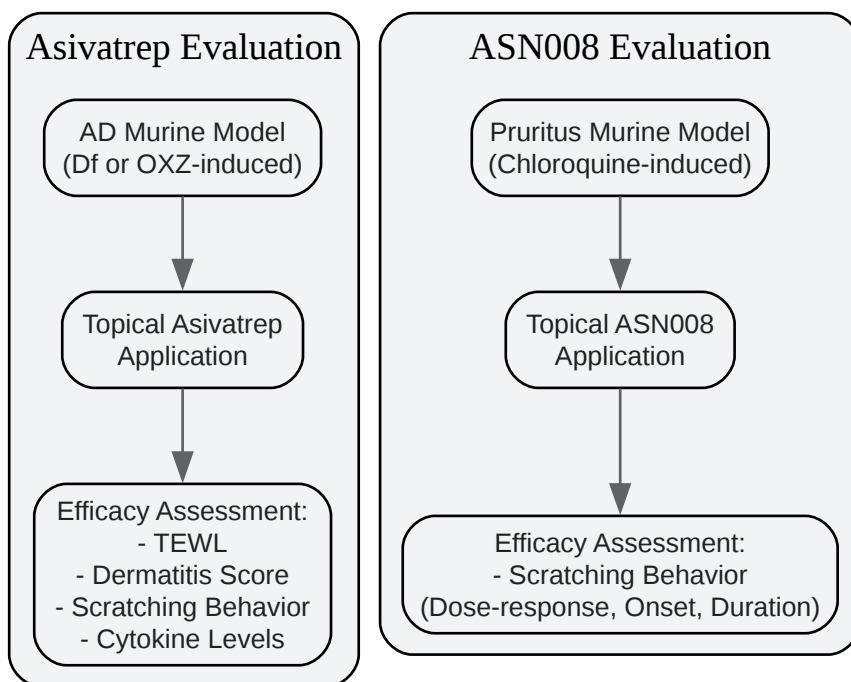 Asivatrep Evaluation
AD Murine Model
(Df or OXZ-induced)
Topical Asivatrep
Application
Efficacy Assessment:
- TEWL
- Dermatitis Score
- Scratching Behavior
- Cytokine Levels
ASN008 Evaluation
Pruritus Murine Model
(Chloroquine-induced)
Topical ASN008
Application
Efficacy Assessment:
- Scratching Behavior
(Dose-response, Onset, Duration)